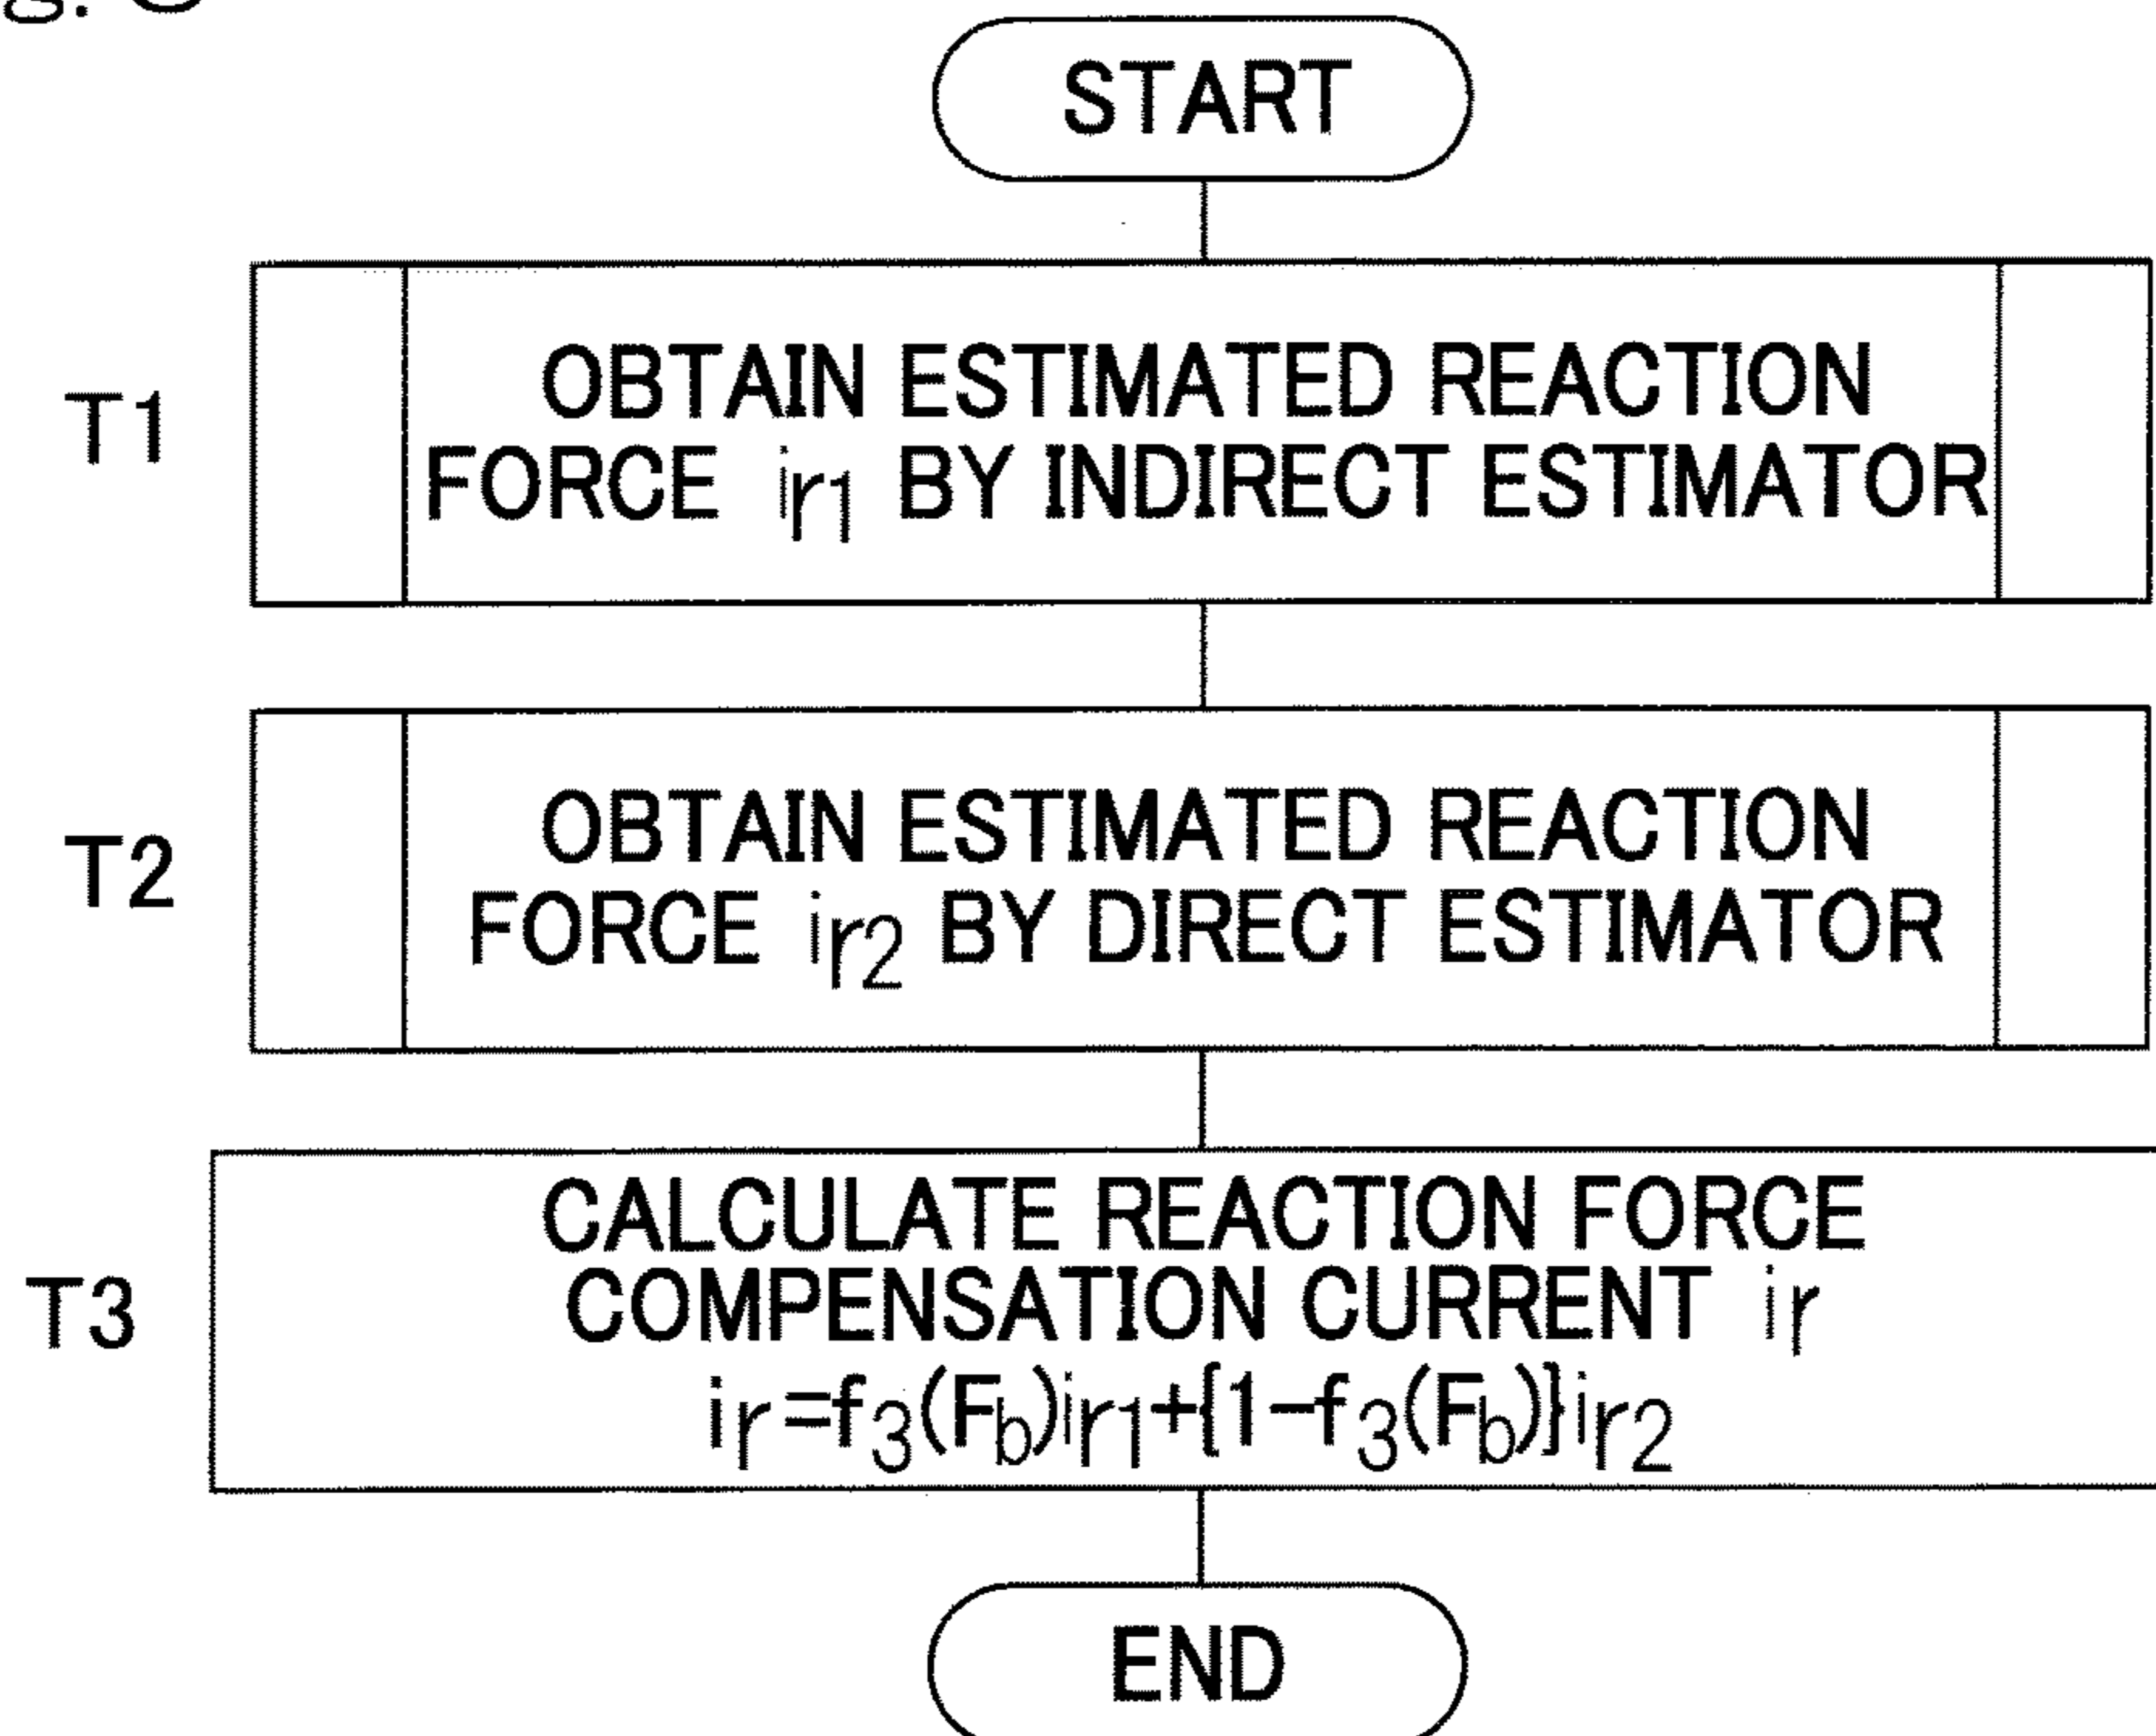 START
T1
OBTAIN ESTIMATED REACTION
FORCE ir1 BY INDIRECT ESTIMATOR
T2
OBTAIN ESTIMATED REACTION
FORCE ir2 BY DIRECT ESTIMATOR
T3
CALCULATE REACTION FORCE
COMPENSATION CURRENT ir
ir=f3(Fb)ir1+{1-f3(Fb)}ir2
END